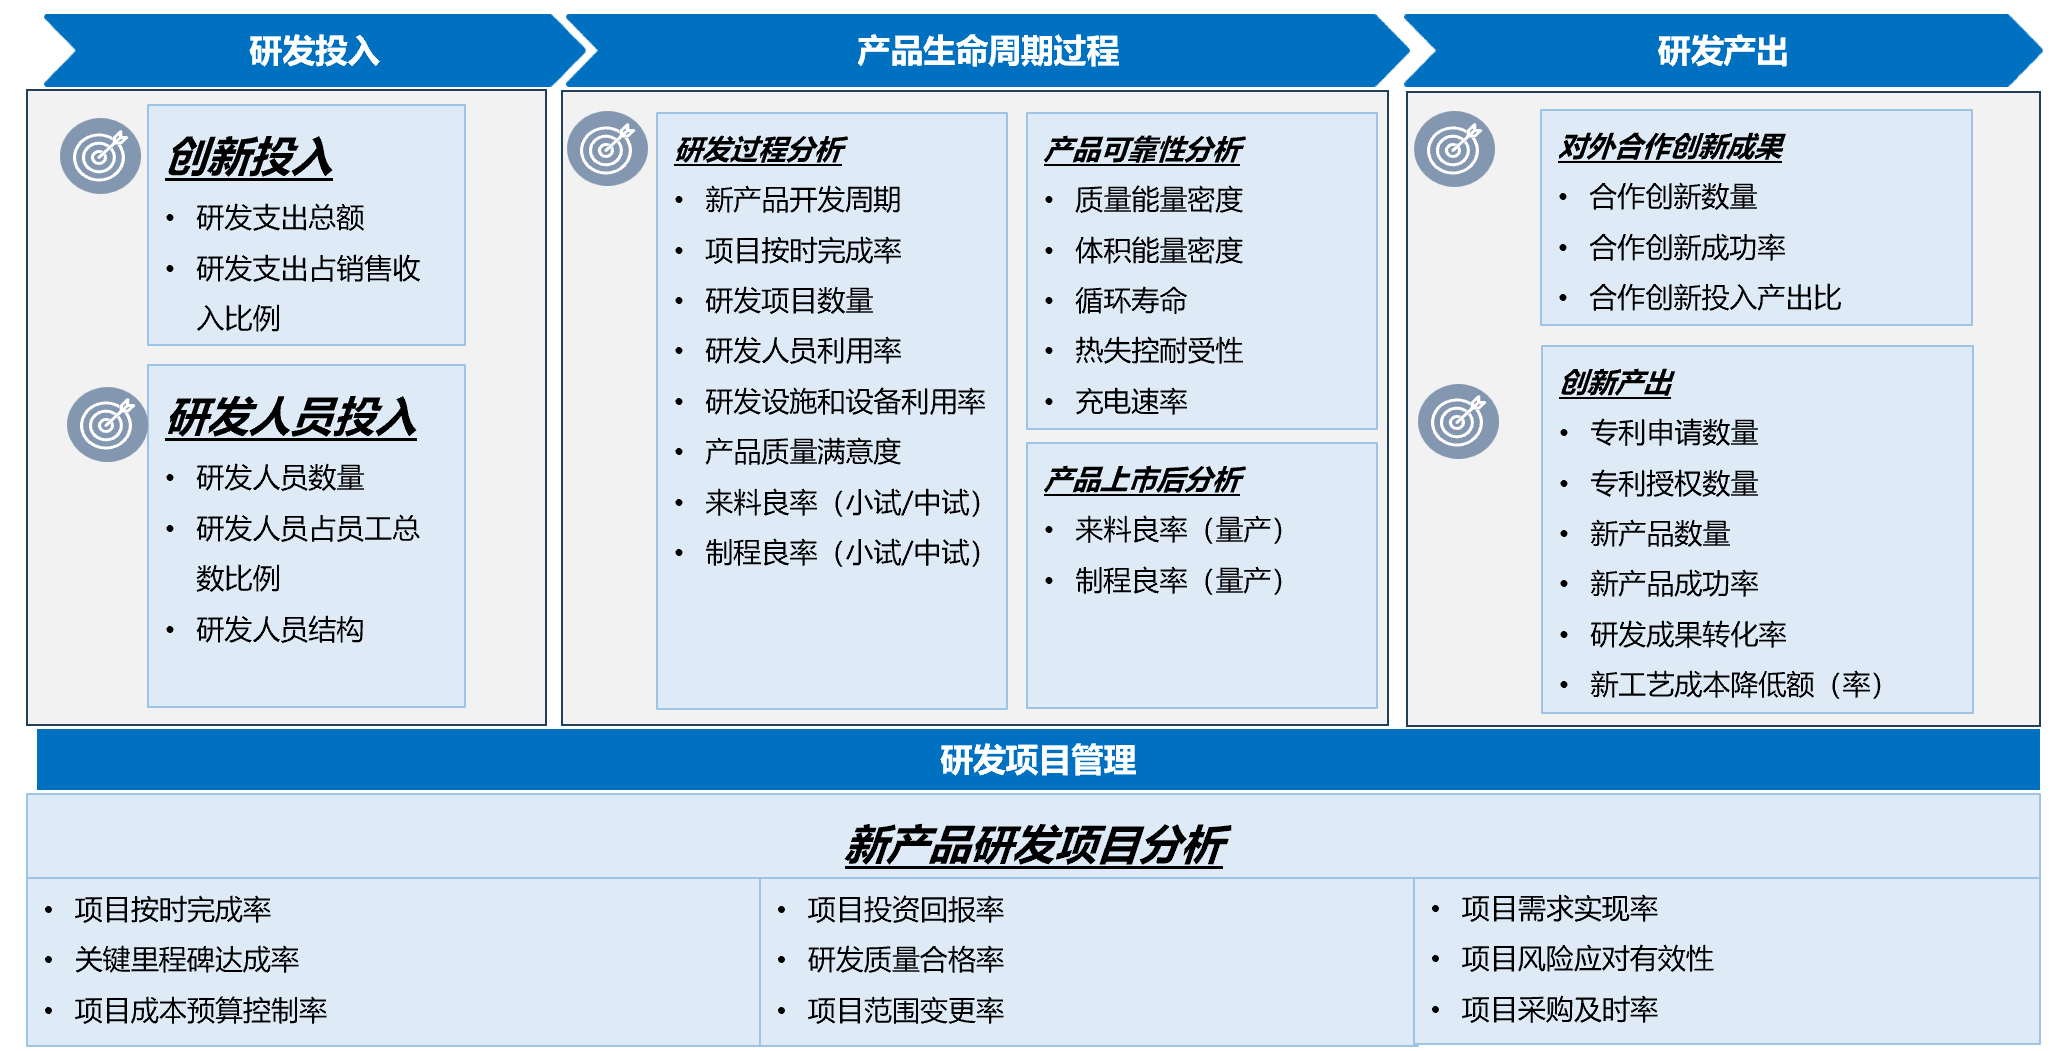 研发投入
产品生命周期过程
研发产出
创新投入
• 研发支出总额
• 研发支出占销售收
入比例
研发人员投入
• 研发人员数量
• 研发人员占员工总
数比例
• 研发人员结构
研发过程分析
• 新产品开发周期
• 项目按时完成率
• 研发项目数量
• 研发人员利用率
• 研发设施和设备利用率
• 产品质量满意度
• 来料良率（小试/中试）
• 制程良率（小试/中试）
产品可靠性分析
• 质量能量密度
• 体积能量密度
• 循环寿命
• 热失控耐受性
• 充电速率
产品上市后分析
• 来料良率（量产）
• 制程良率（量产）
对外合作创新成果
• 合作创新数量
• 合作创新成功率
• 合作创新投入产出比
创新产出
• 专利申请数量
• 专利授权数量
• 新产品数量
• 新产品成功率
• 研发成果转化率
• 新工艺成本降低额（率）
研发项目管理
新产品研发项目分析
• 项目按时完成率
• 关键里程碑达成率
• 项目成本预算控制率
• 项目投资回报率
• 研发质量合格率
• 项目范围变更率
• 项目需求实现率
• 项目风险应对有效性
• 项目采购及时率